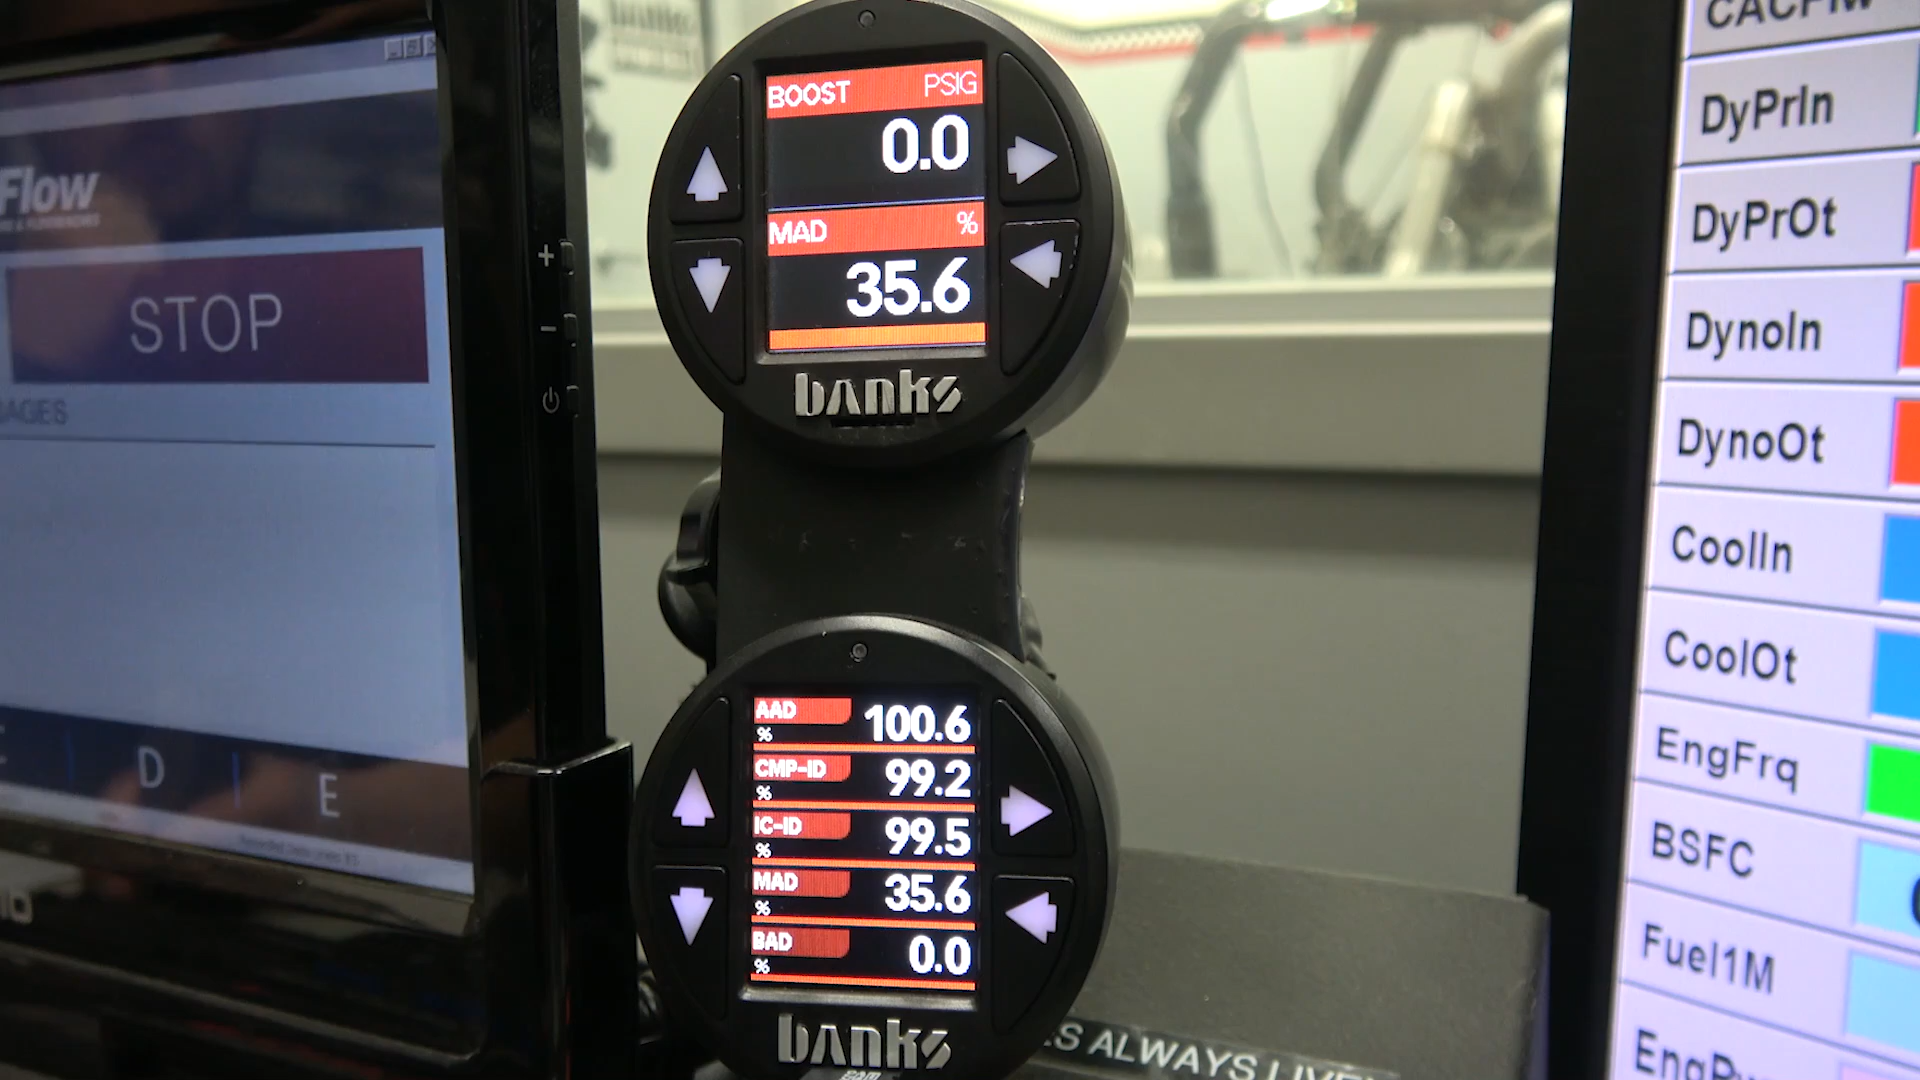 Flow
STOP
D
E
BOOST PSIG
0.0
MAD %
35.6
banks
AAD % 100.6
CMP-ID % 99.2
IC-ID % 99.5
MAD % 35.6
BAD % 0.0
banks
ALWAYS
DyPrIn
DyPrOt
DynoIn
DynoOt
CoolIn
CoolOt
EngFrq
BSFC
Fuel1M